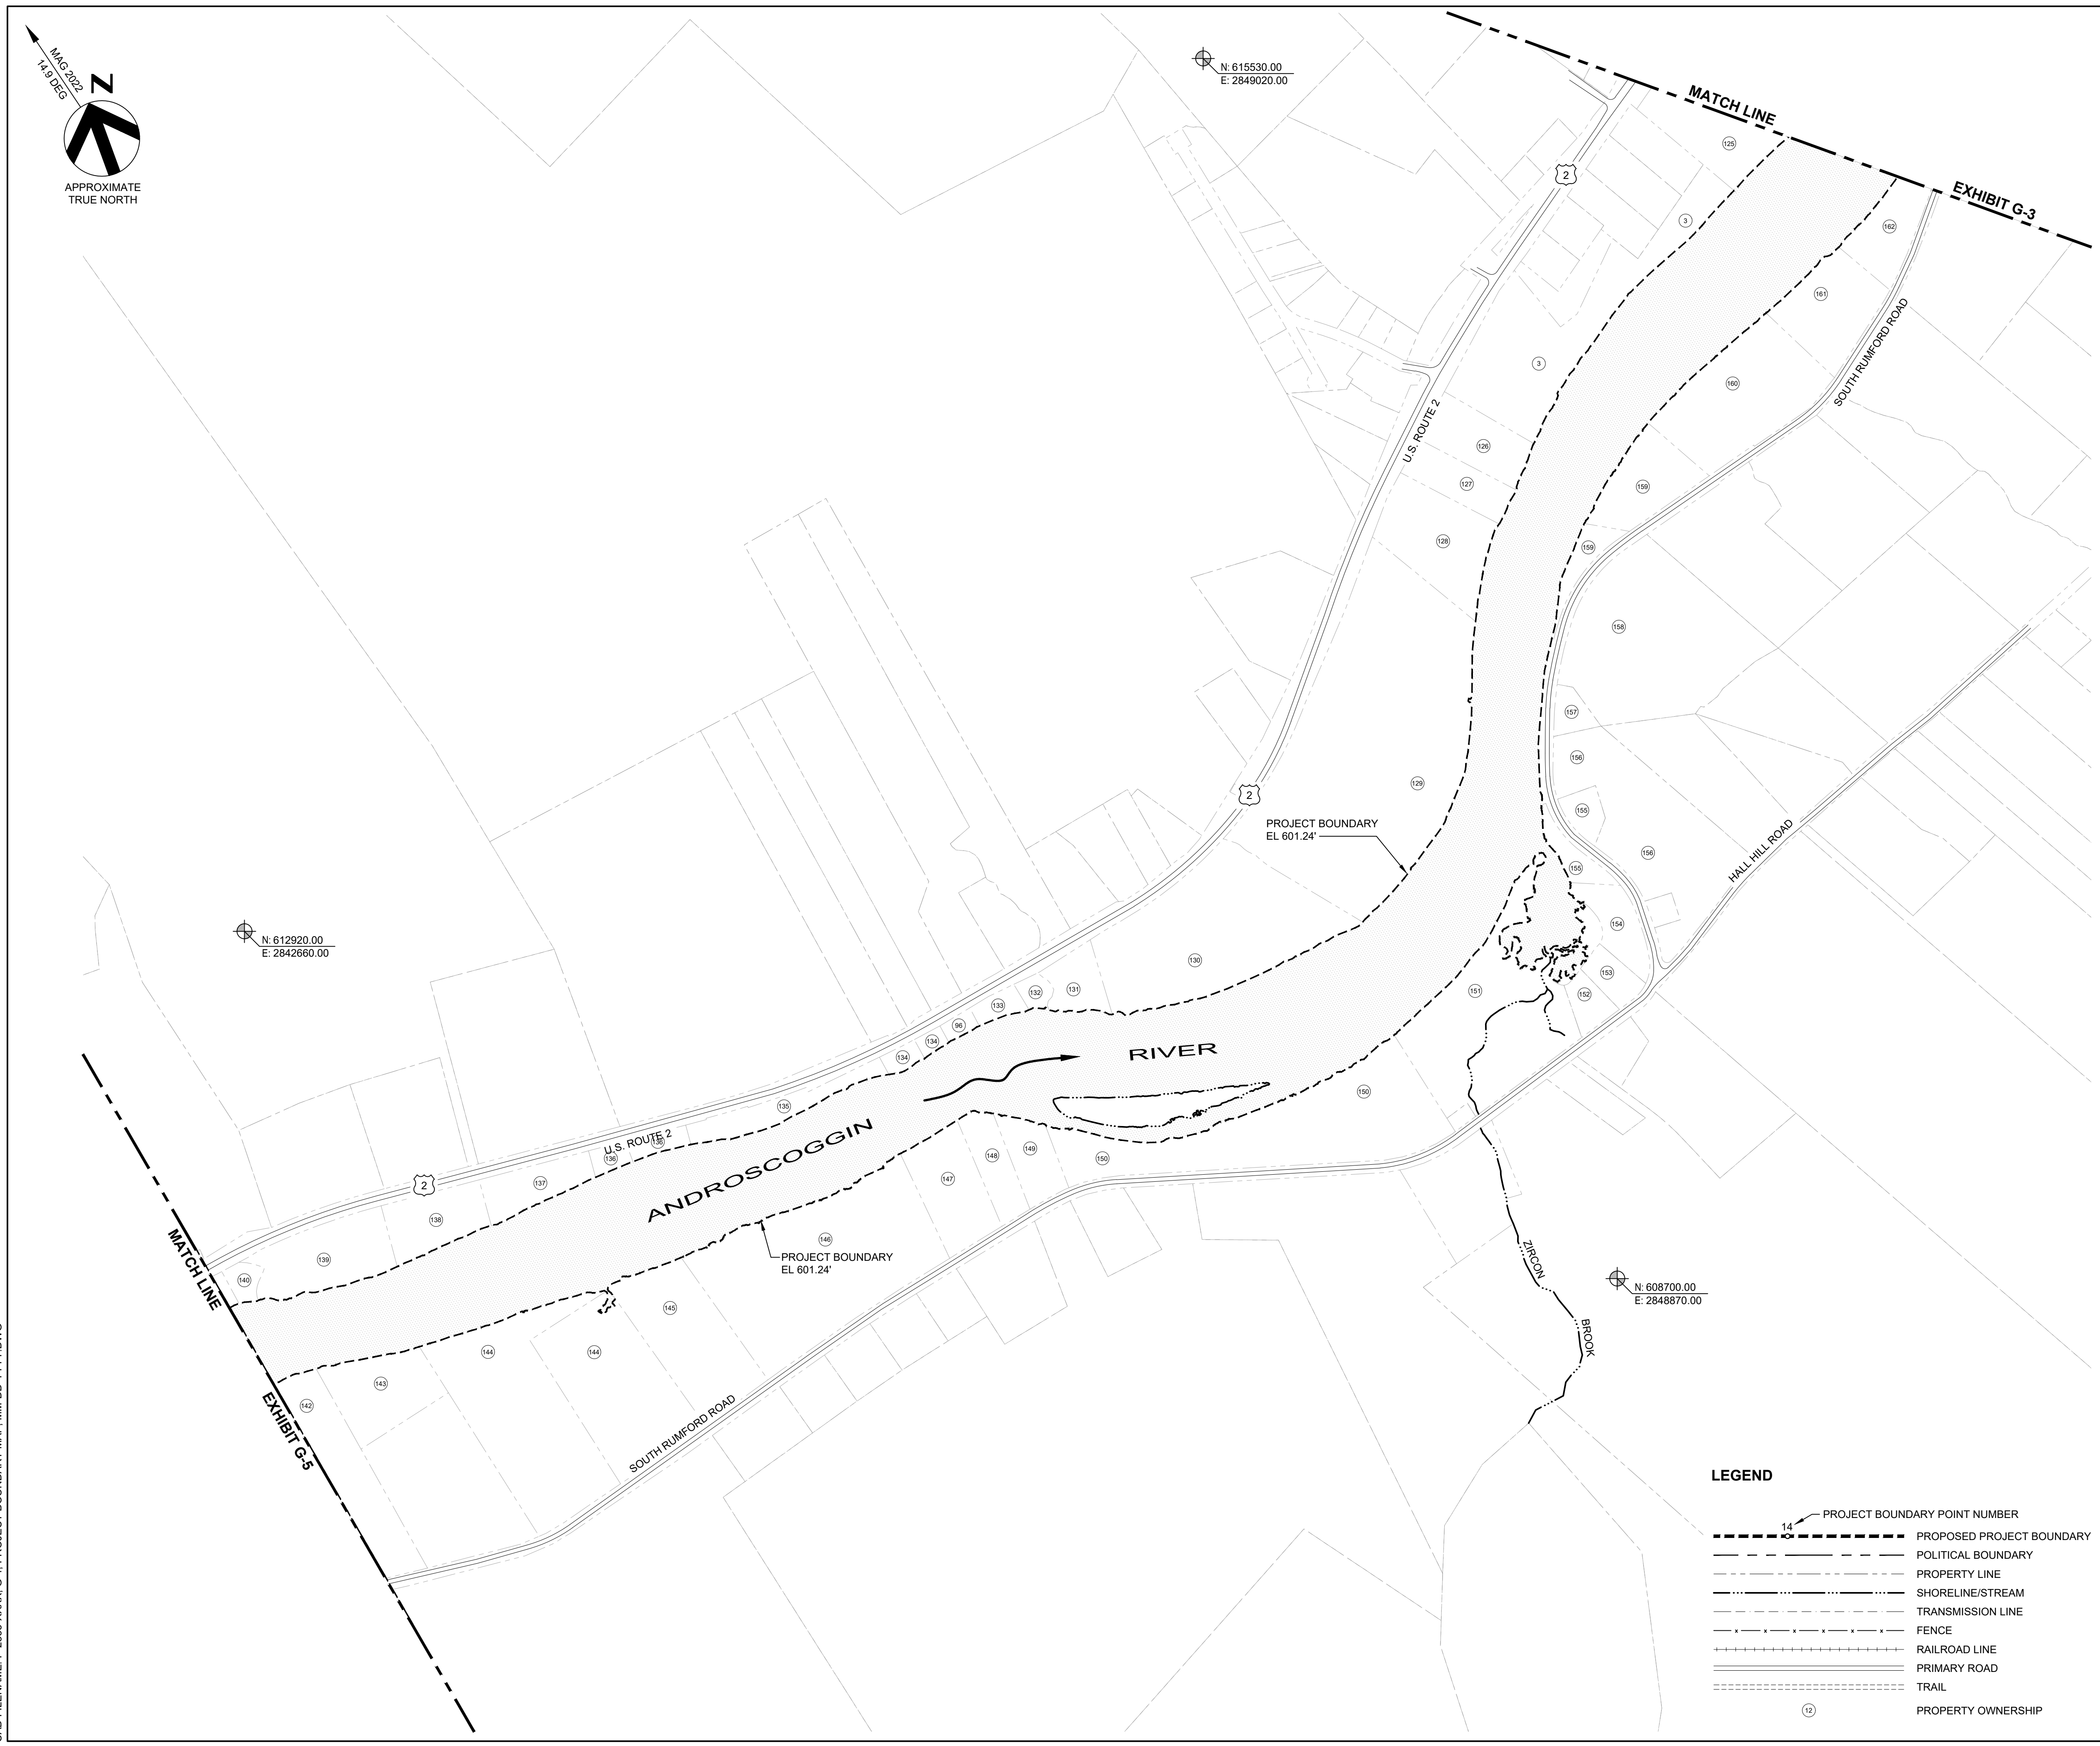 MAG 2022
14.9 DEG
N
APPROXIMATE
TRUE NORTH
N: 615530.00
E: 2849020.00
MATCH LINE
EXHIBIT G-3
125
2
3
162
161
SOUTH RUMFORD ROAD
3
160
U.S. ROUTE 2
126
127
159
128
159
158
157
156
129
2
155
PROJECT BOUNDARY
EL 601.24'
HALL HILL ROAD
156
155
154
N: 612920.00
E: 2842660.00
130
153
151
152
131
132
133
96
134
134
RIVER
150
135
ANDROSCOGGIN
U.S. ROUTE 2
136
148
149
150
147
137
2
138
146
PROJECT BOUNDARY
EL 601.24'
139
140
MATCH LINE
ZIRCON
N: 608700.00
E: 2848870.00
BROOK
145
144
144
143
142
EXHIBIT G-5
SOUTH RUMFORD ROAD
LEGEND
PROJECT BOUNDARY POINT NUMBER
14
PROPOSED PROJECT BOUNDARY
POLITICAL BOUNDARY
PROPERTY LINE
SHORELINE/STREAM
TRANSMISSION LINE
FENCE
RAILROAD LINE
PRIMARY ROAD
TRAIL
12
PROPERTY OWNERSHIP